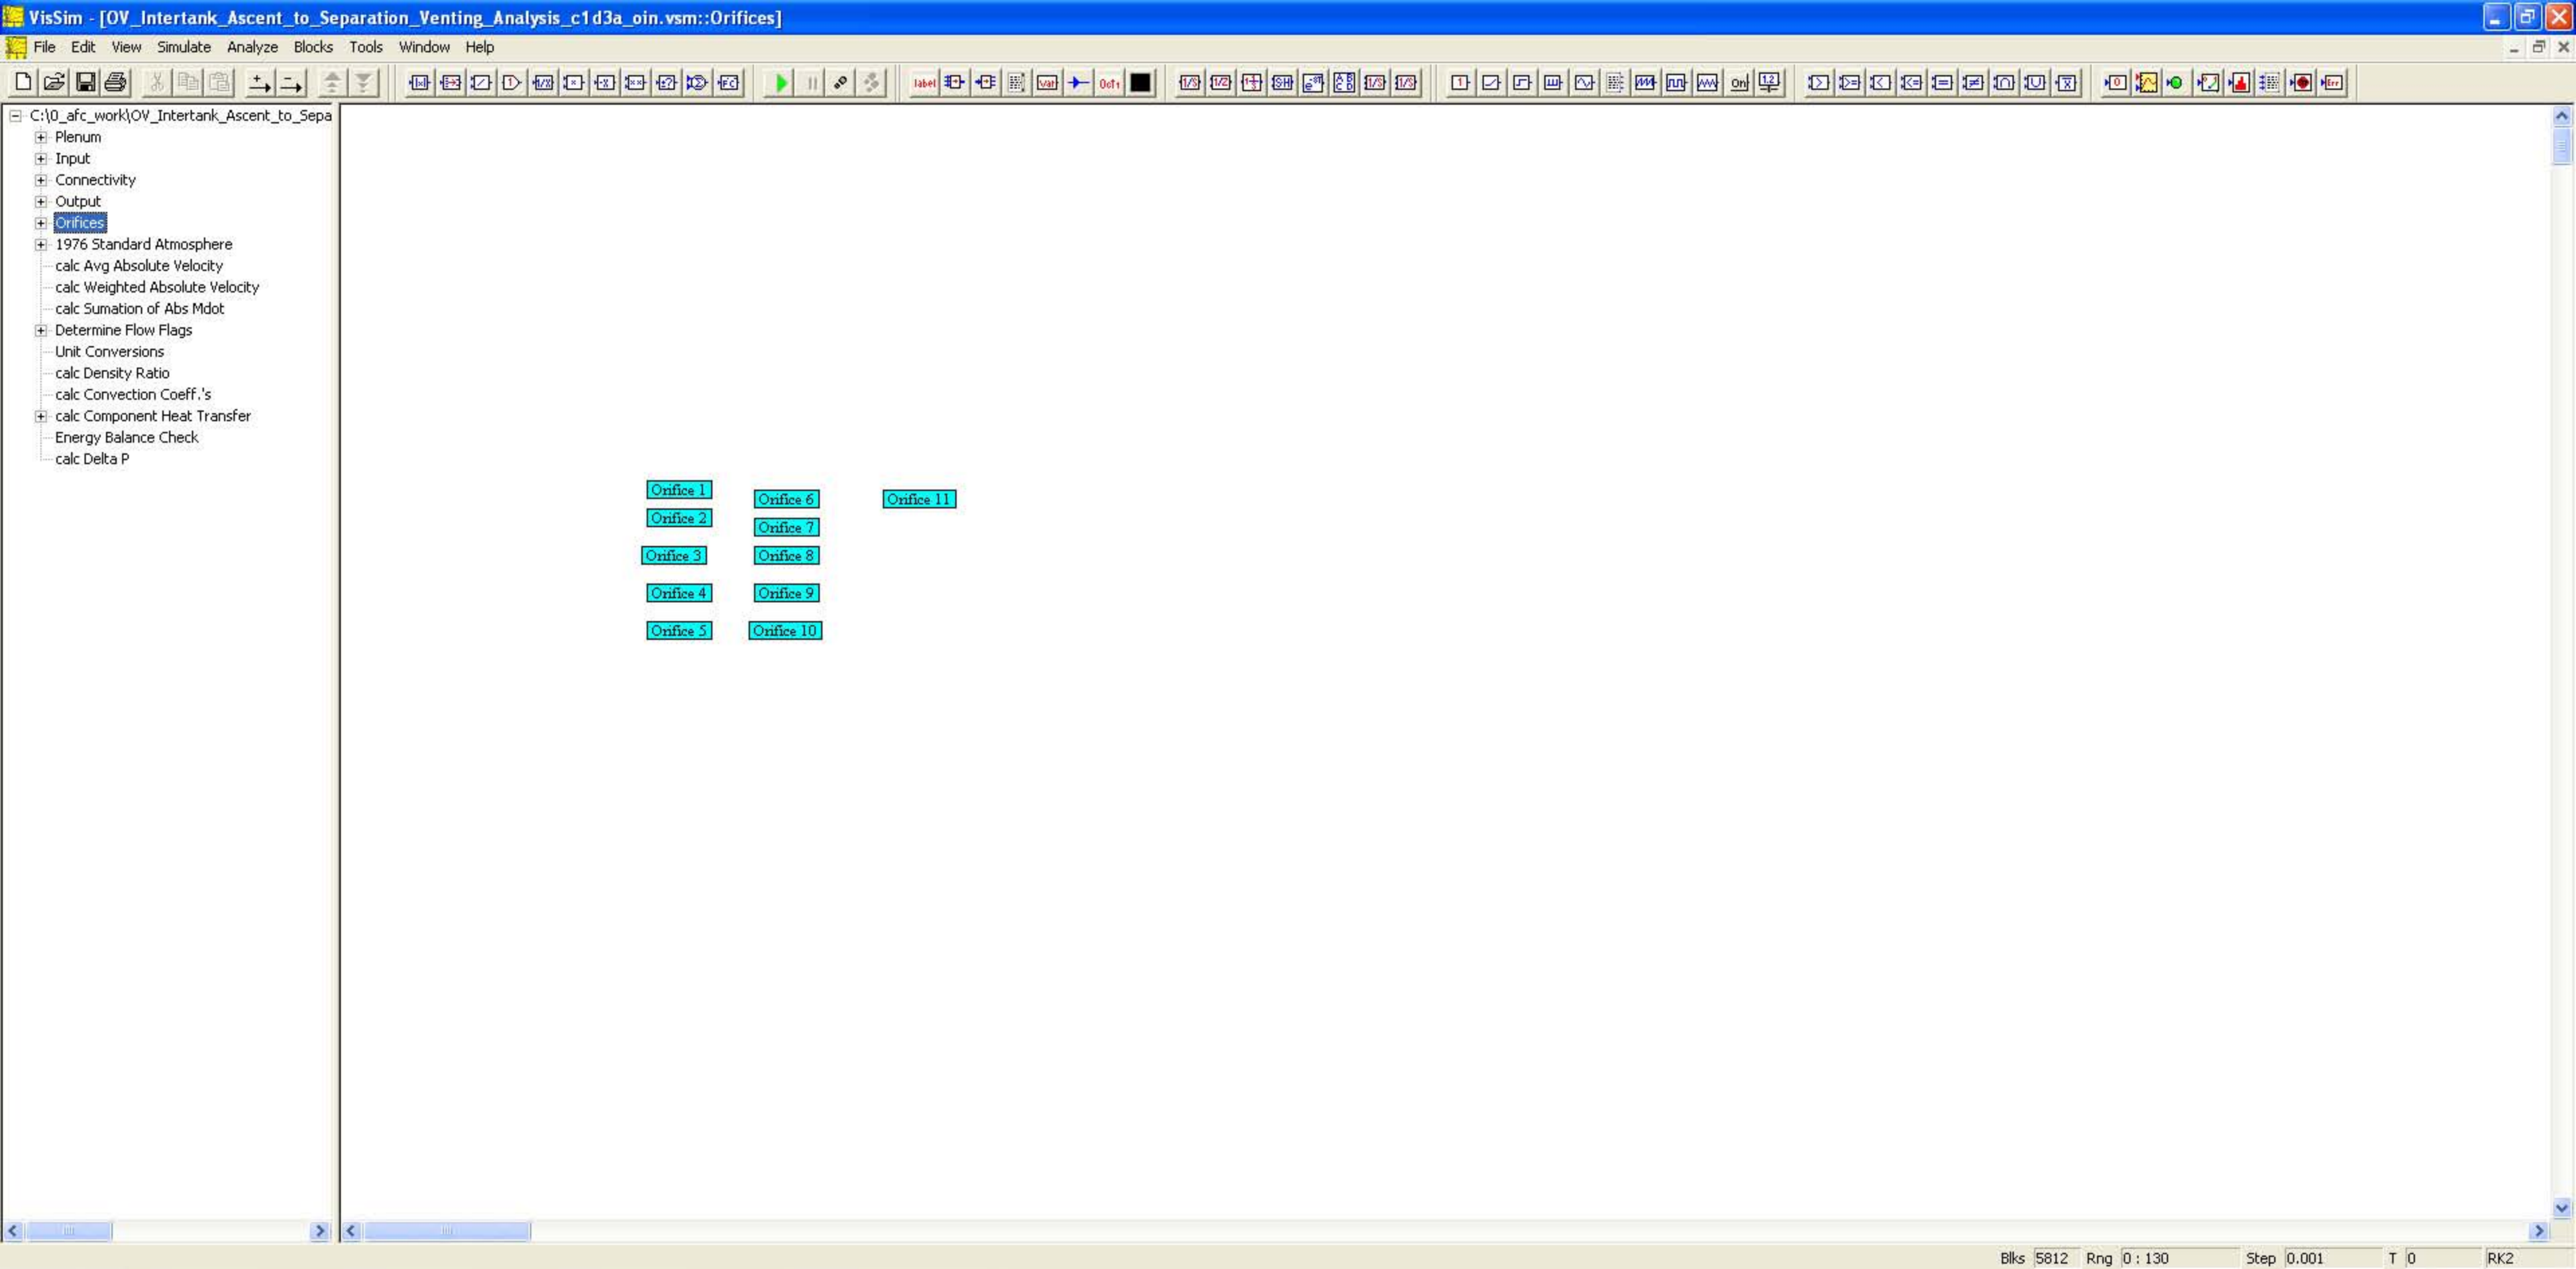 VisSim - [OV_Intertank_Ascent_to_Separation_Venting_Analysis_c1d3a_oin.vsm::Orifices]
File Edit View Simulate Analyze Blocks Tools Window Help
C:\0_afc_work\OV_Intertank_Ascent_to_Sepa
Plenum
Input
Connectivity
Output
Orifices
1976 Standard Atmosphere
calc Avg Absolute Velocity
calc Weighted Absolute Velocity
calc Sumation of Abs Mdot
Determine Flow Flags
Unit Conversions
calc Density Ratio
calc Convection Coeff.'s
calc Component Heat Transfer
Energy Balance Check
calc Delta P
Orifice 1
Orifice 2
Orifice 3
Orifice 4
Orifice 5
Orifice 6
Orifice 7
Orifice 8
Orifice 9
Orifice 10
Orifice 11
Blks 5812 Rng 0 : 130 Step 0.001 T 0 RK2